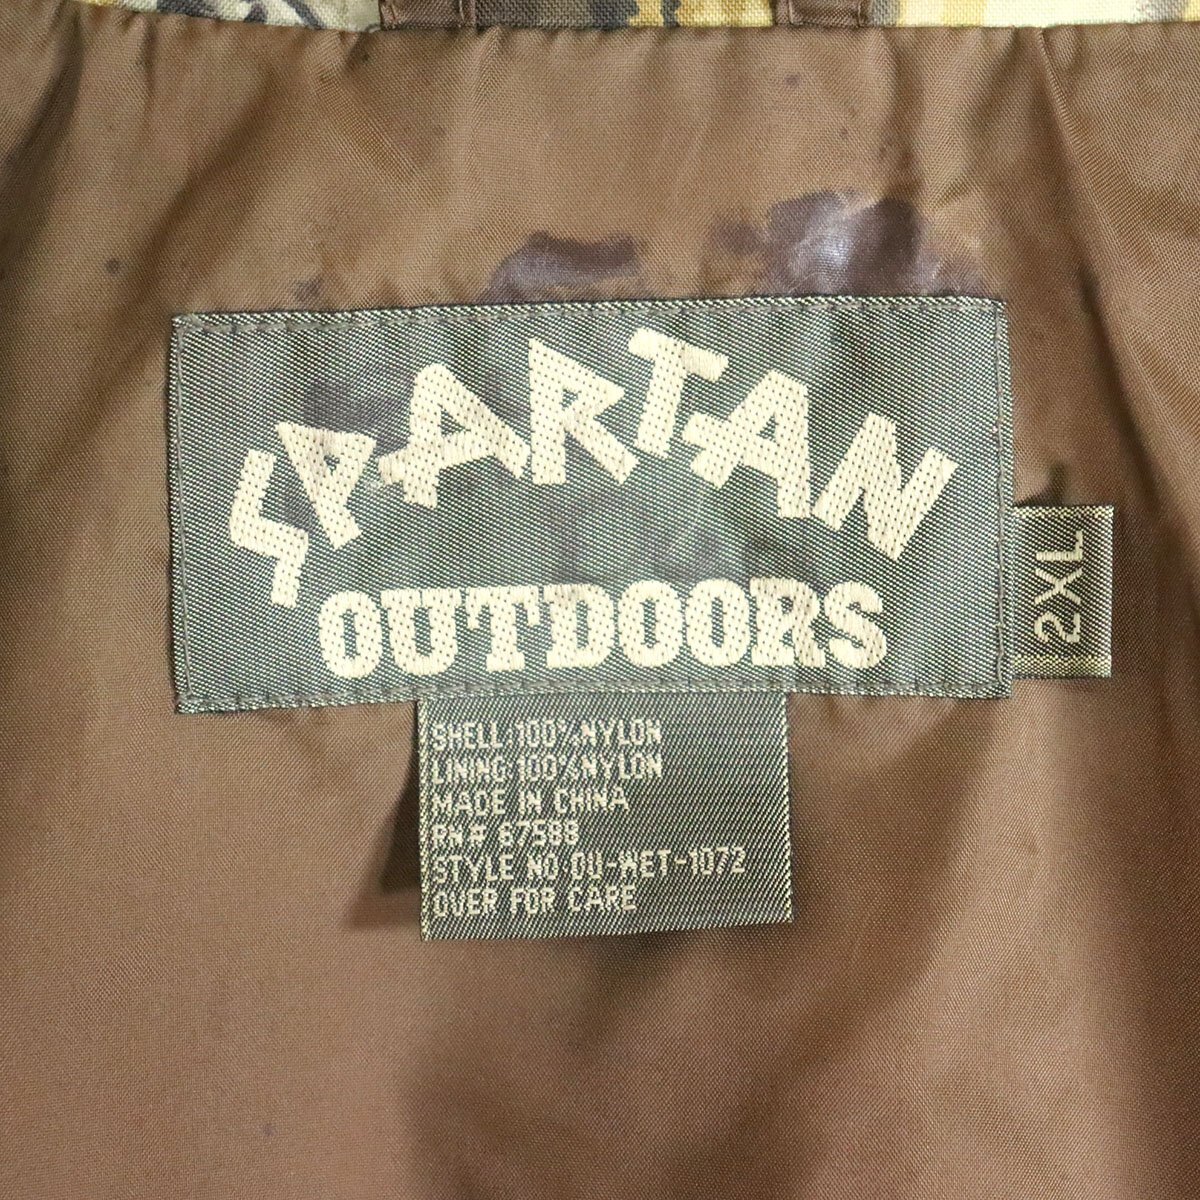 SPARTAN
OUTDOORS
2XL
SHELL 100% NYLON
LINING 100% NYLON
MADE IN CHINA
RN# 87588
STYLE NO OU-WET-1072
OVER FOR CARE